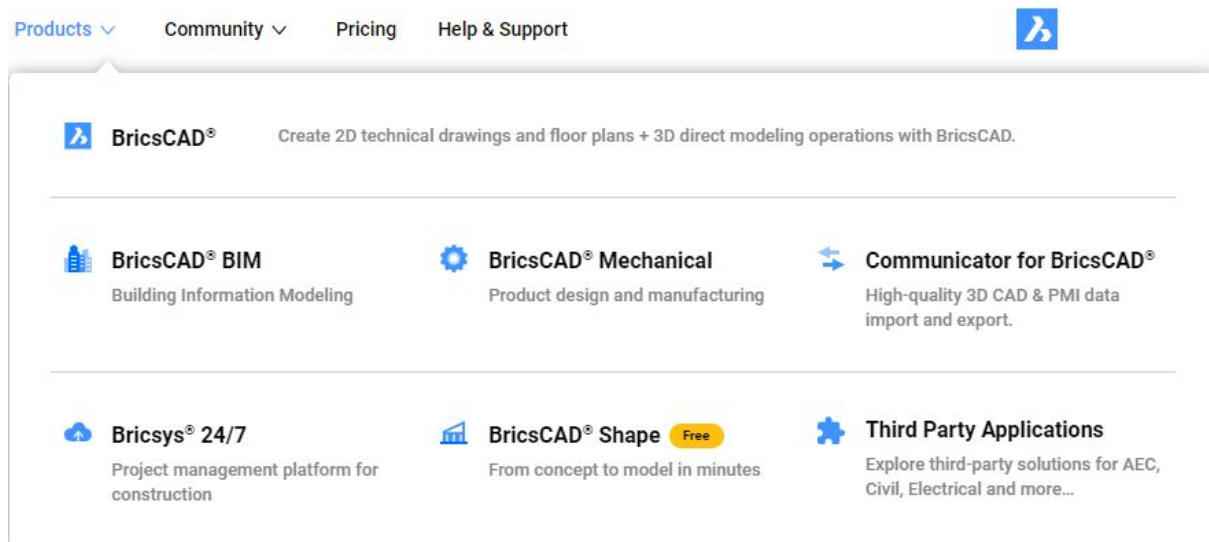 Products Community Pricing Help & Support
BricsCAD® Create 2D technical drawings and floor plans + 3D direct modeling operations with BricsCAD.
BricsCAD® BIM
Building Information Modeling
BricsCAD® Mechanical
Product design and manufacturing
Communicator for BricsCAD®
High-quality 3D CAD & PMI data
import and export.
Bricsys® 24/7
Project management platform for
construction
BricsCAD® Shape Free
From concept to model in minutes
Third Party Applications
Explore third-party solutions for AEC,
Civil, Electrical and more...